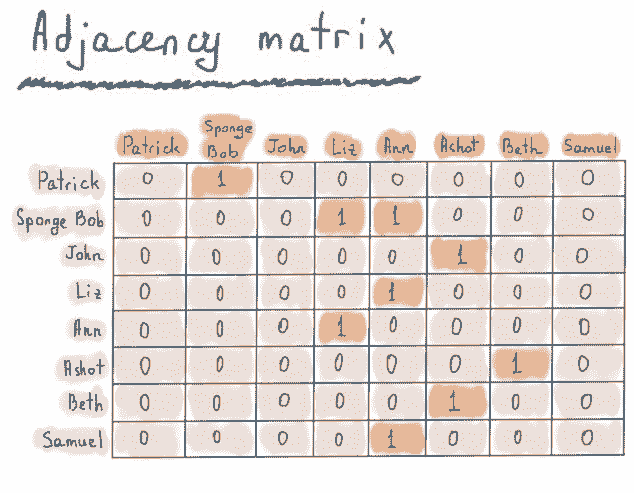 Adjacency matrix
Patrick Sponge Bob John Liz Ann Ashot Beth Samuel
Patrick 0 1 0 0 0 0 0 0
Sponge Bob 0 0 0 1 1 0 0 0
John 0 0 0 0 0 1 0 0
Liz 0 0 0 0 1 0 0 0
Ann 0 0 0 1 0 0 0 0
Ashot 0 0 0 0 0 0 1 0
Beth 0 0 0 0 0 1 0 0
Samuel 0 0 0 0 1 0 0 0